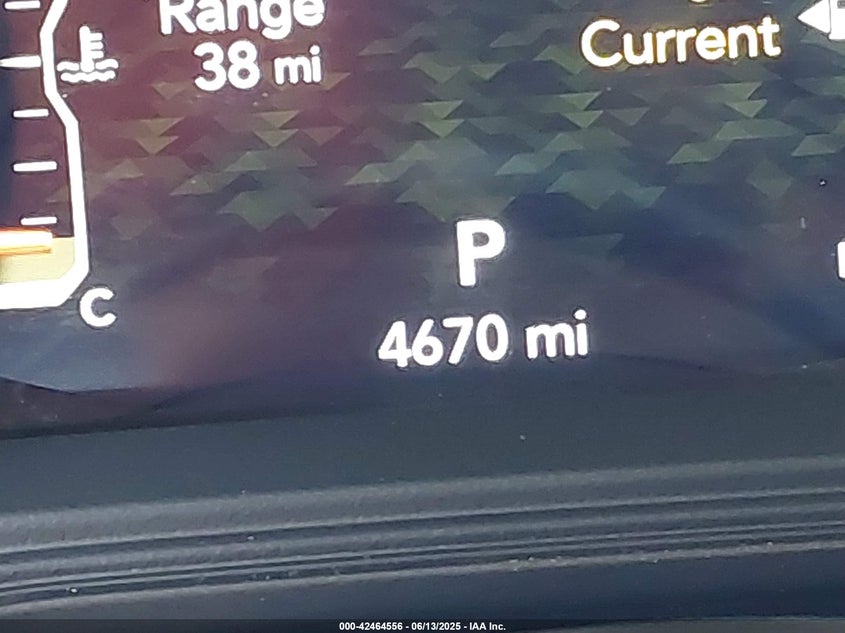 Range
38 mi
Current
P
C
4670 mi
000-42464556 - 06/13/2025 - IAA Inc.